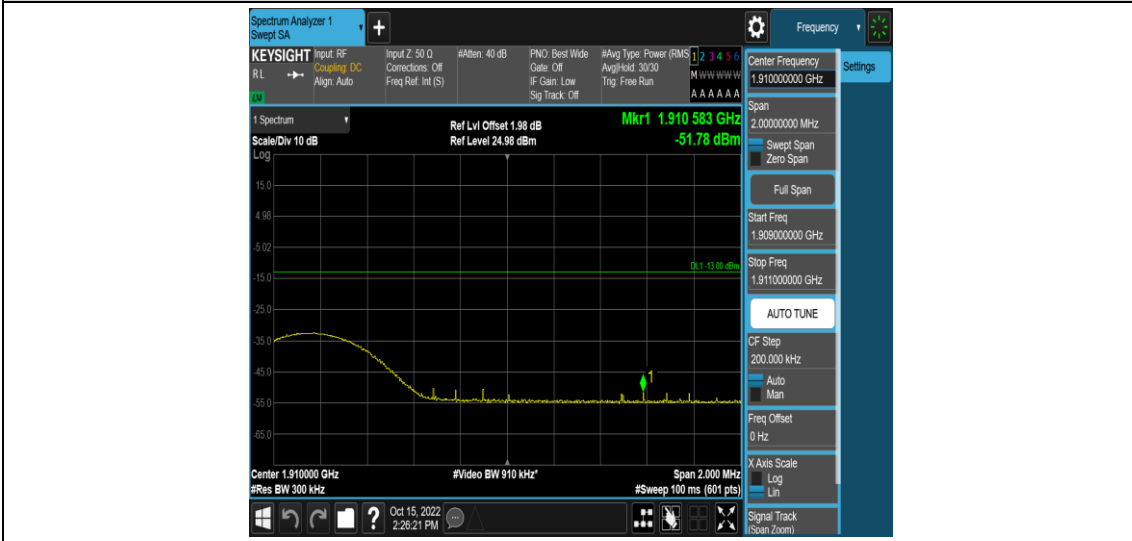 Spectrum Analyzer 1
Swept SA
+
Frequency
KEYSIGHT
RL
Input: RF
Coupling: DC
Align: Auto
Input Z: 50 Ω
Corrections: Off
Freq Ref: Int (S)
#Atten: 40 dB
PNO: Best Wide
Gate: Off
IF Gain: Low
Sig Track: Off
#Avg Type: Power (RMS
Avg|Hold: 30/30
Trig: Free Run
1 2 3 4 5 6
M W W W W W
A A A A A A
1 Spectrum
Scale/Div 10 dB
Ref Lvl Offset 1.98 dB
Ref Level 24.98 dBm
Mkr1 1.910 583 GHz
-51.78 dBm
Log
15.0
4.98
-5.02
DL1 -13.00 dBm
-15.0
-25.0
-35.0
-45.0
1
-55.0
-65.0
Center 1.910000 GHz
#Video BW 910 kHz*
Span 2.000 MHz
#Res BW 300 kHz
#Sweep 100 ms (601 pts)
?
Oct 15, 2022
2:26:21 PM
Center Frequency
1.910000000 GHz
Settings
Span
2.00000000 MHz
Swept Span
Zero Span
Full Span
Start Freq
1.909000000 GHz
Stop Freq
1.911000000 GHz
AUTO TUNE
CF Step
200.000 kHz
Auto
Man
Freq Offset
0 Hz
X Axis Scale
Log
Lin
Signal Track
(Span Zoom)